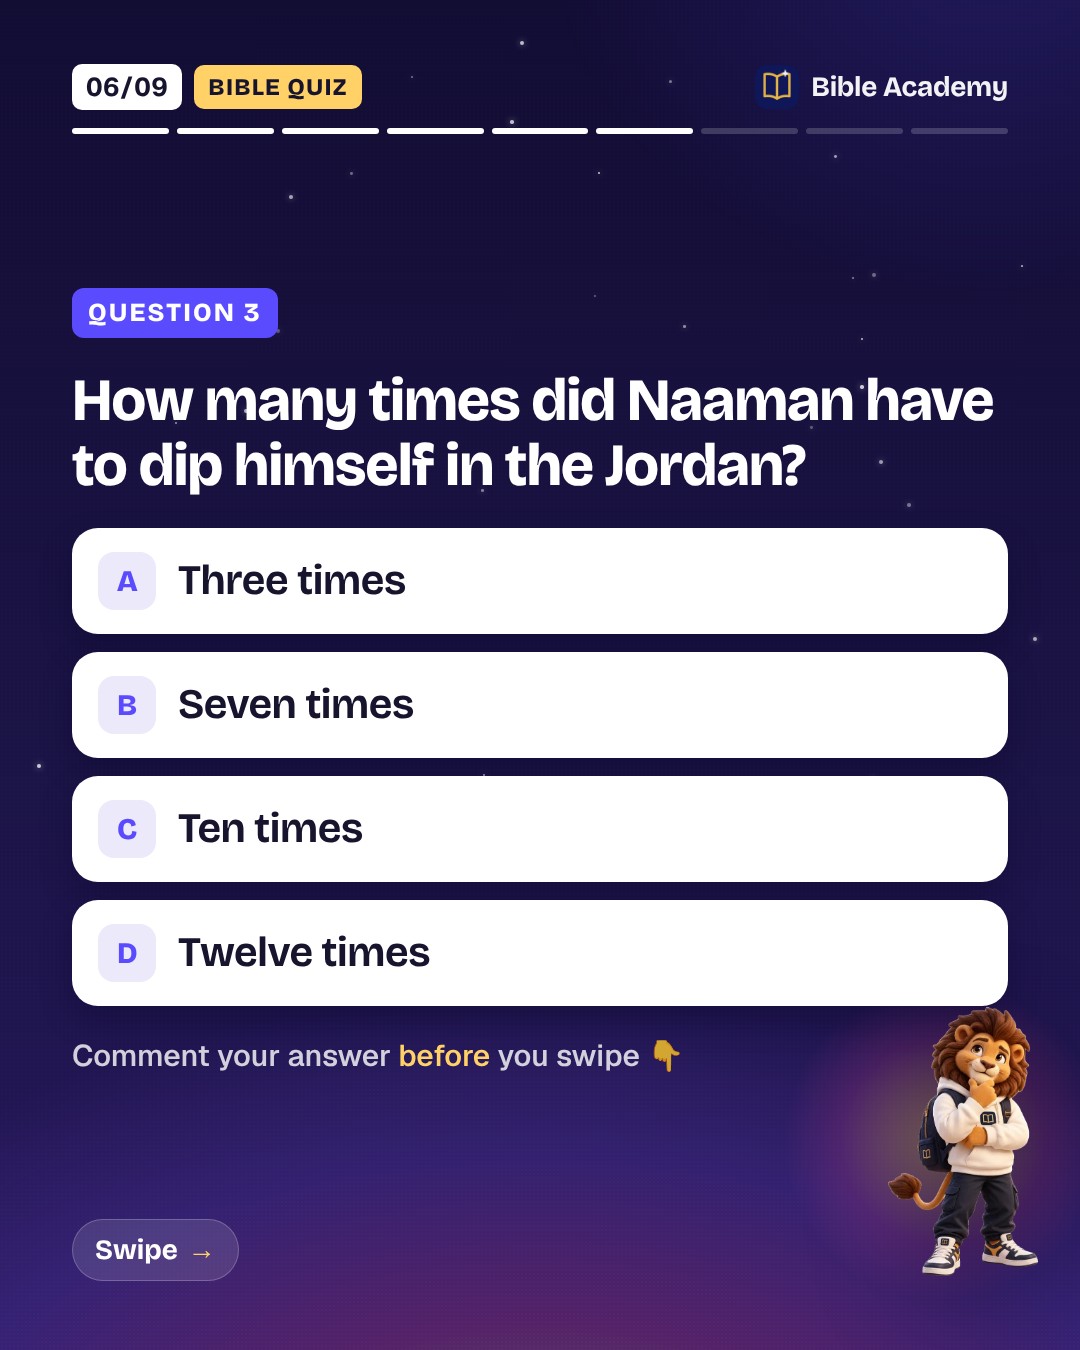 06/09
BIBLE QUIZ
Bible Academy
QUESTION 3
How many times did Naaman have
to dip himself in the Jordan?
A Three times
B Seven times
C Ten times
D Twelve times
Comment your answer before you swipe 👇
Swipe →